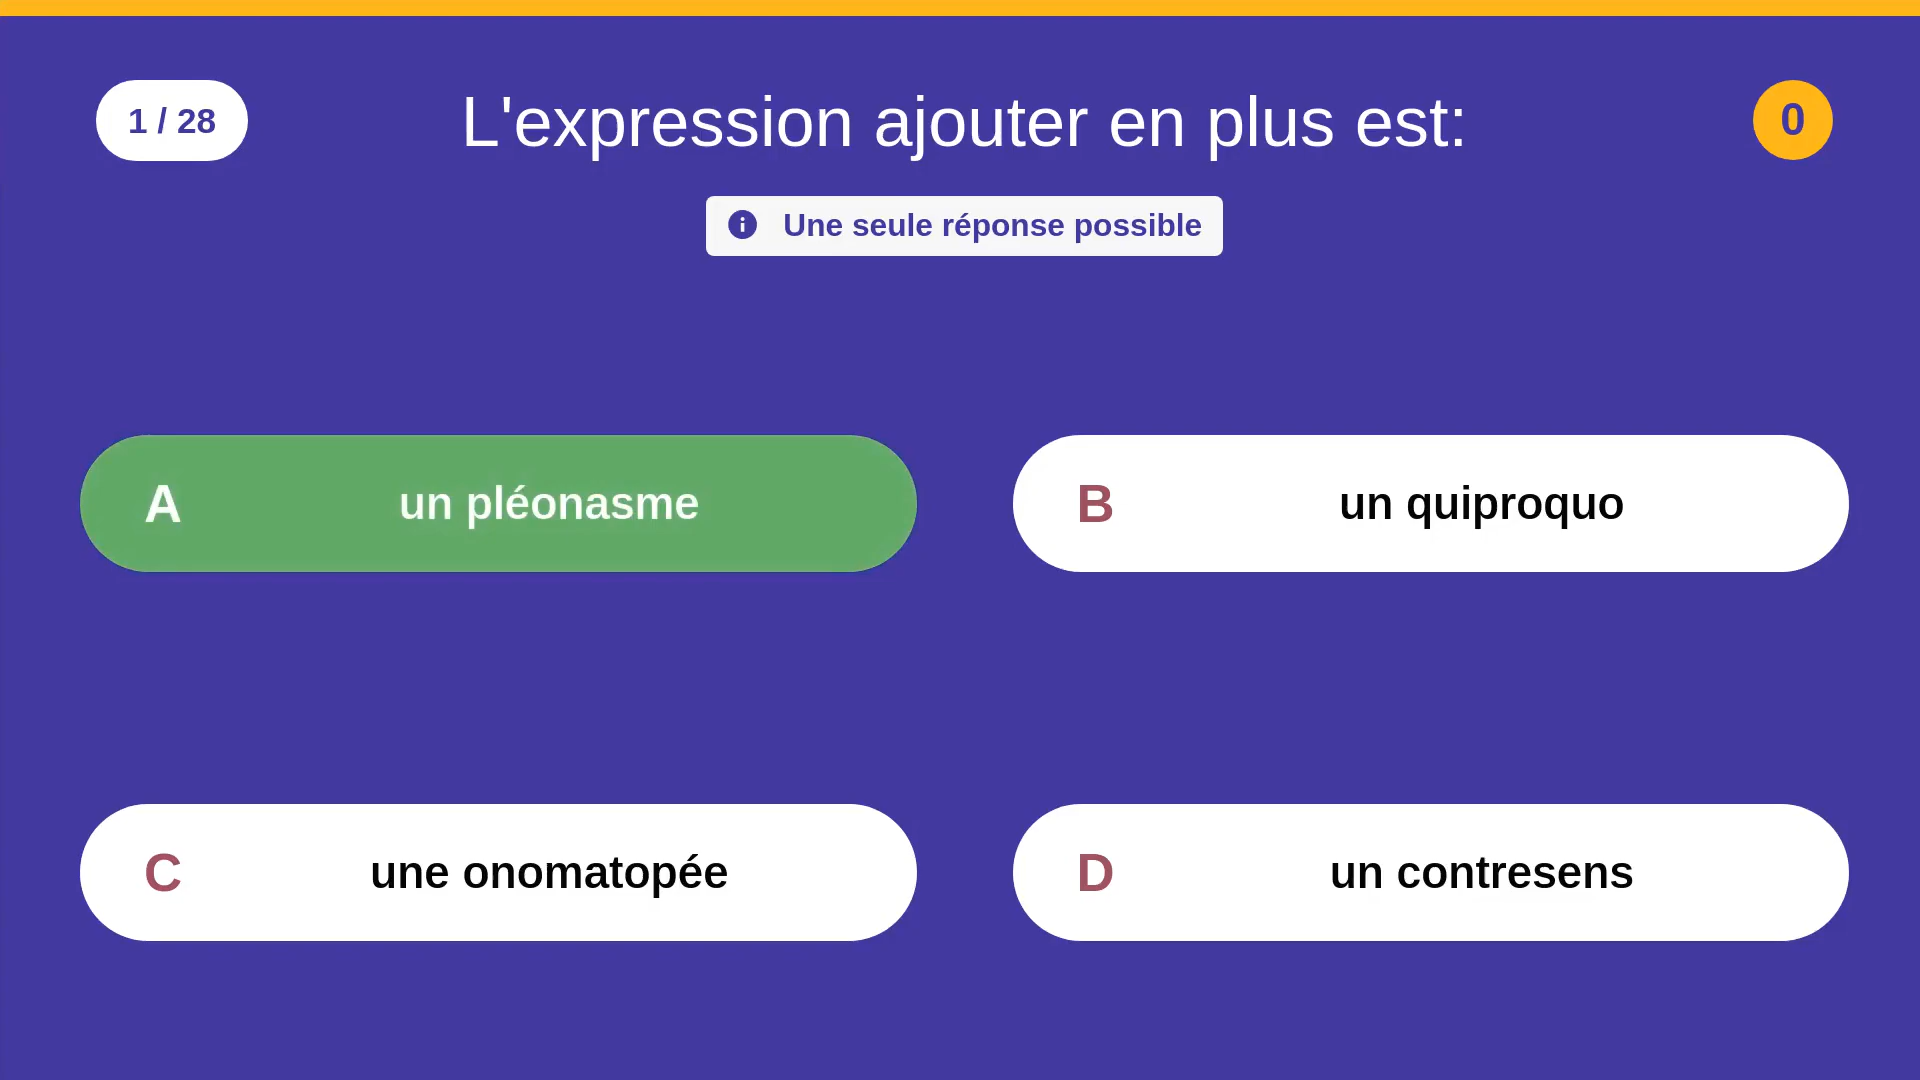 1 / 28
L'expression ajouter en plus est:
0
Une seule réponse possible
A un pléonasme
B un quiproquo
C une onomatopée
D un contresens